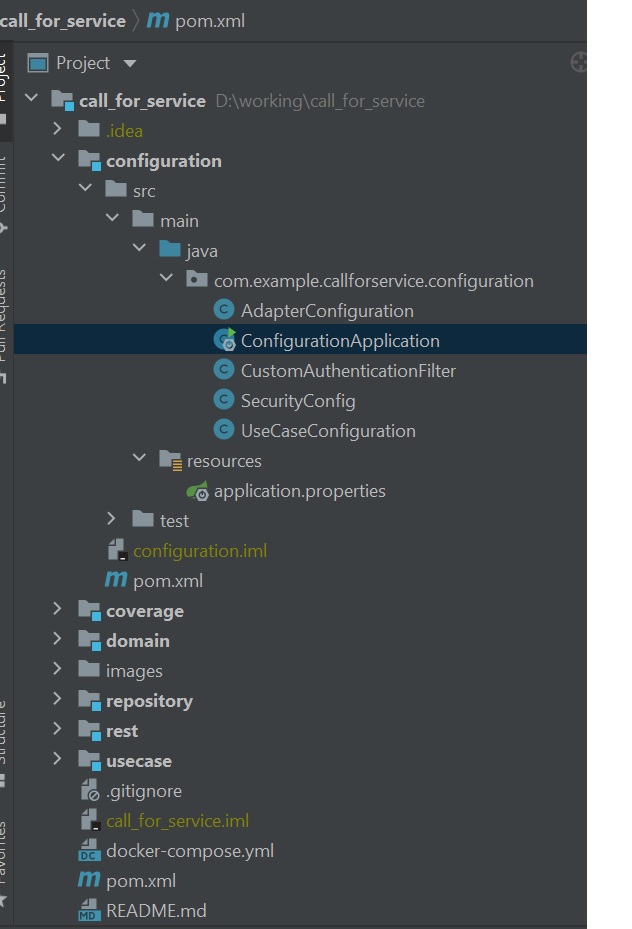 call_for_service pom.xml
Project
call_for_service D:\working\call_for_service
.idea
configuration
src
main
java
com.example.callforservice.configuration
AdapterConfiguration
ConfigurationApplication
CustomAuthenticationFilter
SecurityConfig
UseCaseConfiguration
resources
application.properties
test
configuration.iml
pom.xml
coverage
domain
images
repository
rest
usecase
.gitignore
call_for_service.iml
docker-compose.yml
pom.xml
README.md
Project
Commit
Pull Requests
Structure
Favorites